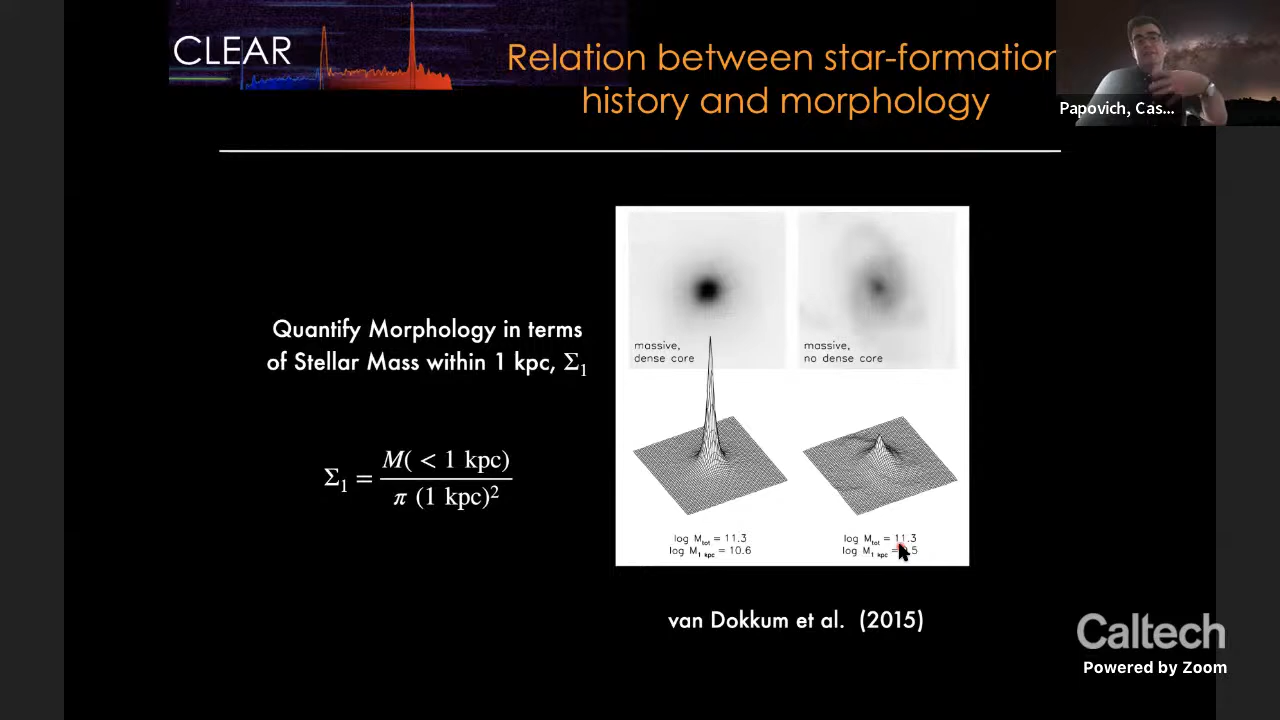 CLEAR
Relation between star-formation
history and morphology
Papovich, Cas...
Quantify Morphology in terms
of Stellar Mass within 1 kpc, Σ₁
Σ₁ = M( < 1 kpc) / π (1 kpc)²
massive,
dense core
massive,
no dense core
log M_tot = 11.3
log M_1 kpc = 10.6
log M_tot = 11.3
log M_1 kpc = .5
van Dokkum et al. (2015)
Caltech
Powered by Zoom